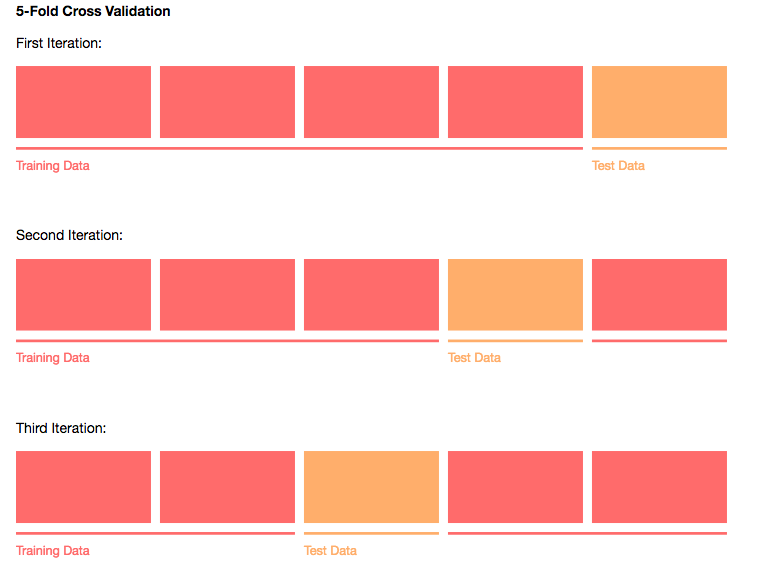 5-Fold Cross Validation
First Iteration:
Training Data
Test Data
Second Iteration:
Training Data
Test Data
Third Iteration:
Training Data
Test Data